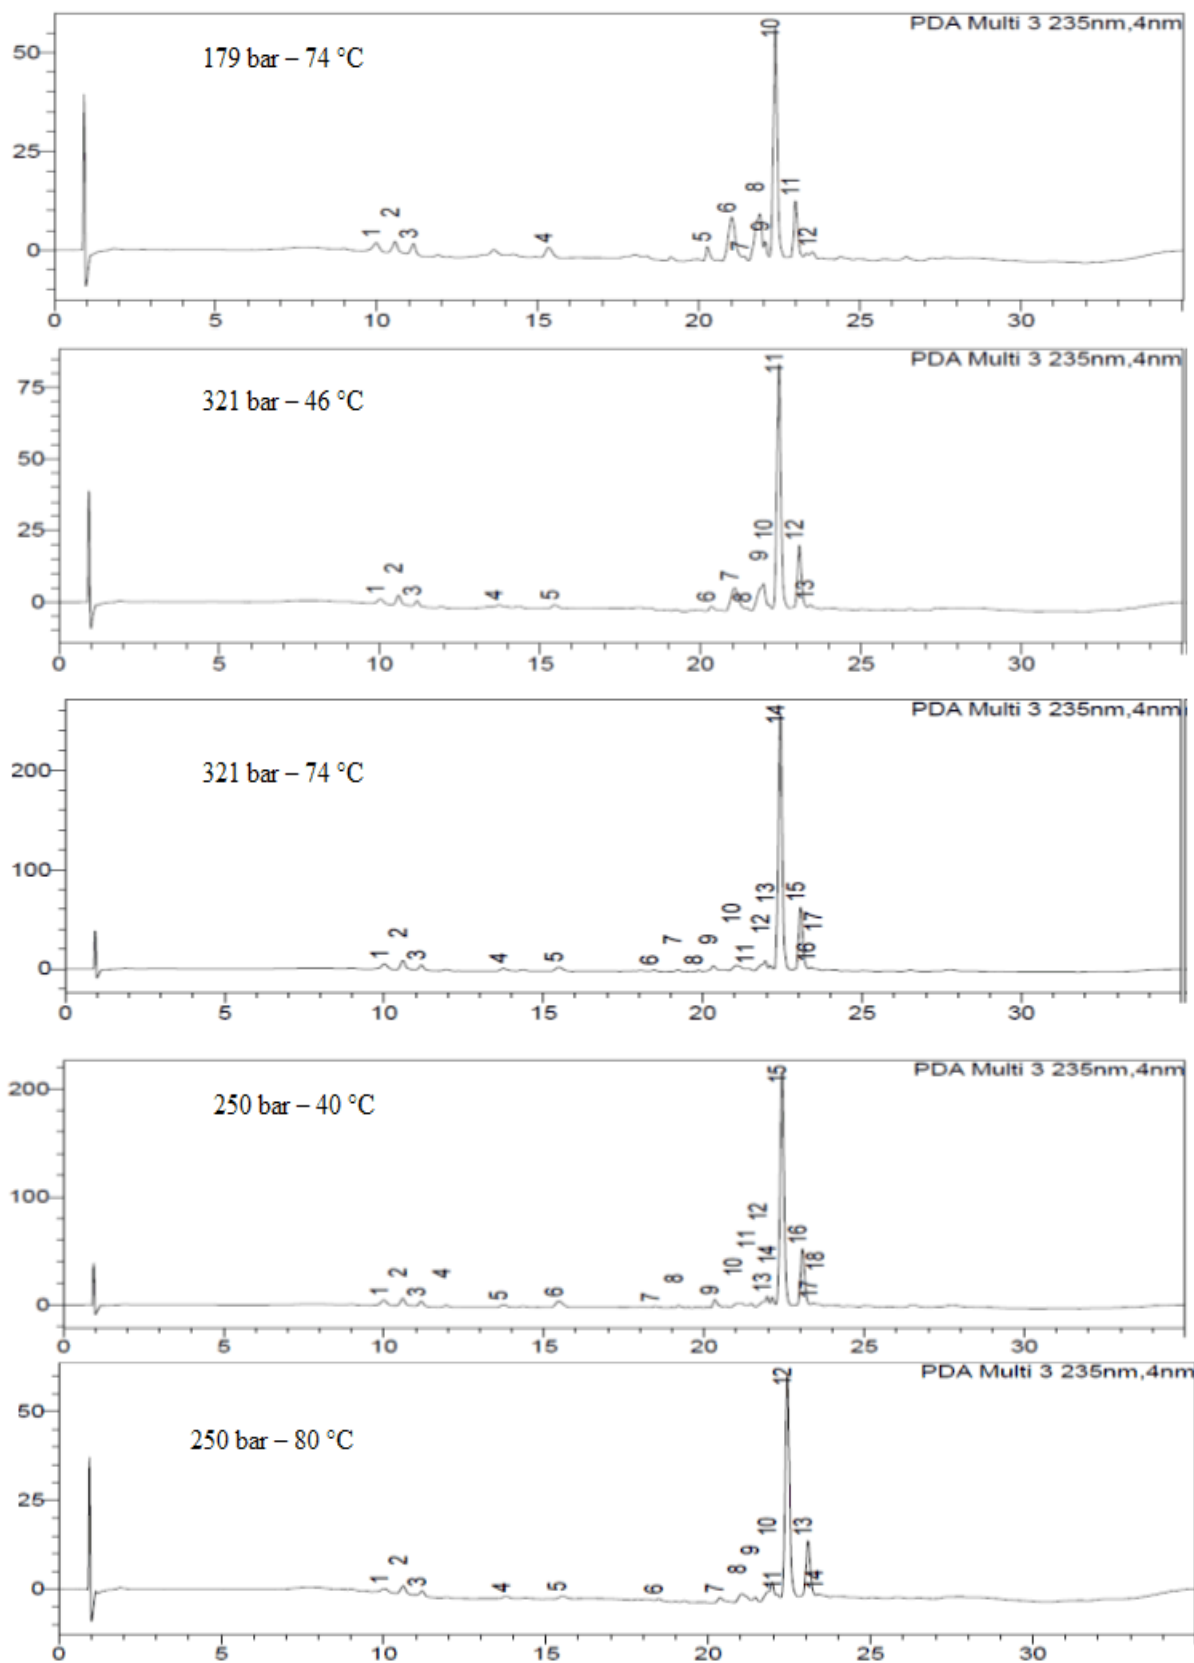 PDA Multi 3 235nm,4nm
179 bar – 74 °C
50
25
0
1 2 3 4 5 6 7 8 9 10 11 12
0 5 10 15 20 25 30
PDA Multi 3 235nm,4nm
321 bar – 46 °C
75
50
25
0
1 2 3 4 5 6 7 8 9 10 11 12 13
0 5 10 15 20 25 30
PDA Multi 3 235nm,4nm
321 bar – 74 °C
200
100
0
1 2 3 4 5 6 7 8 9 10 11 12 13 14 15 16 17
0 5 10 15 20 25 30
PDA Multi 3 235nm,4nm
250 bar – 40 °C
200
100
0
1 2 3 4 5 6 7 8 9 10 11 12 13 14 15 16 17 18
0 5 10 15 20 25 30
PDA Multi 3 235nm,4nm
250 bar – 80 °C
50
25
0
1 2 3 4 5 6 7 8 9 10 11 12 13 14
0 5 10 15 20 25 30